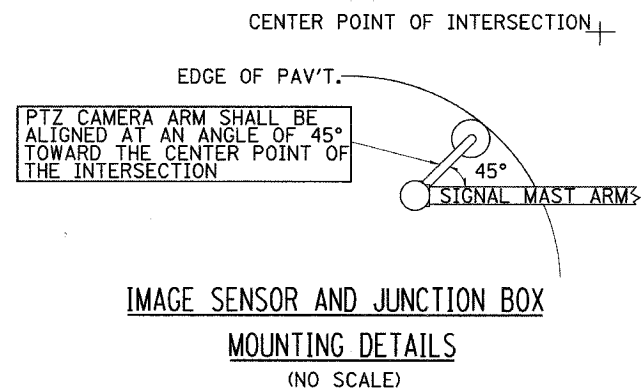 CENTER POINT OF INTERSECTION
EDGE OF PAV'T.
PTZ CAMERA ARM SHALL BE
ALIGNED AT AN ANGLE OF 45°
TOWARD THE CENTER POINT OF
THE INTERSECTION
45°
SIGNAL MAST ARM
IMAGE SENSOR AND JUNCTION BOX
MOUNTING DETAILS
(NO SCALE)